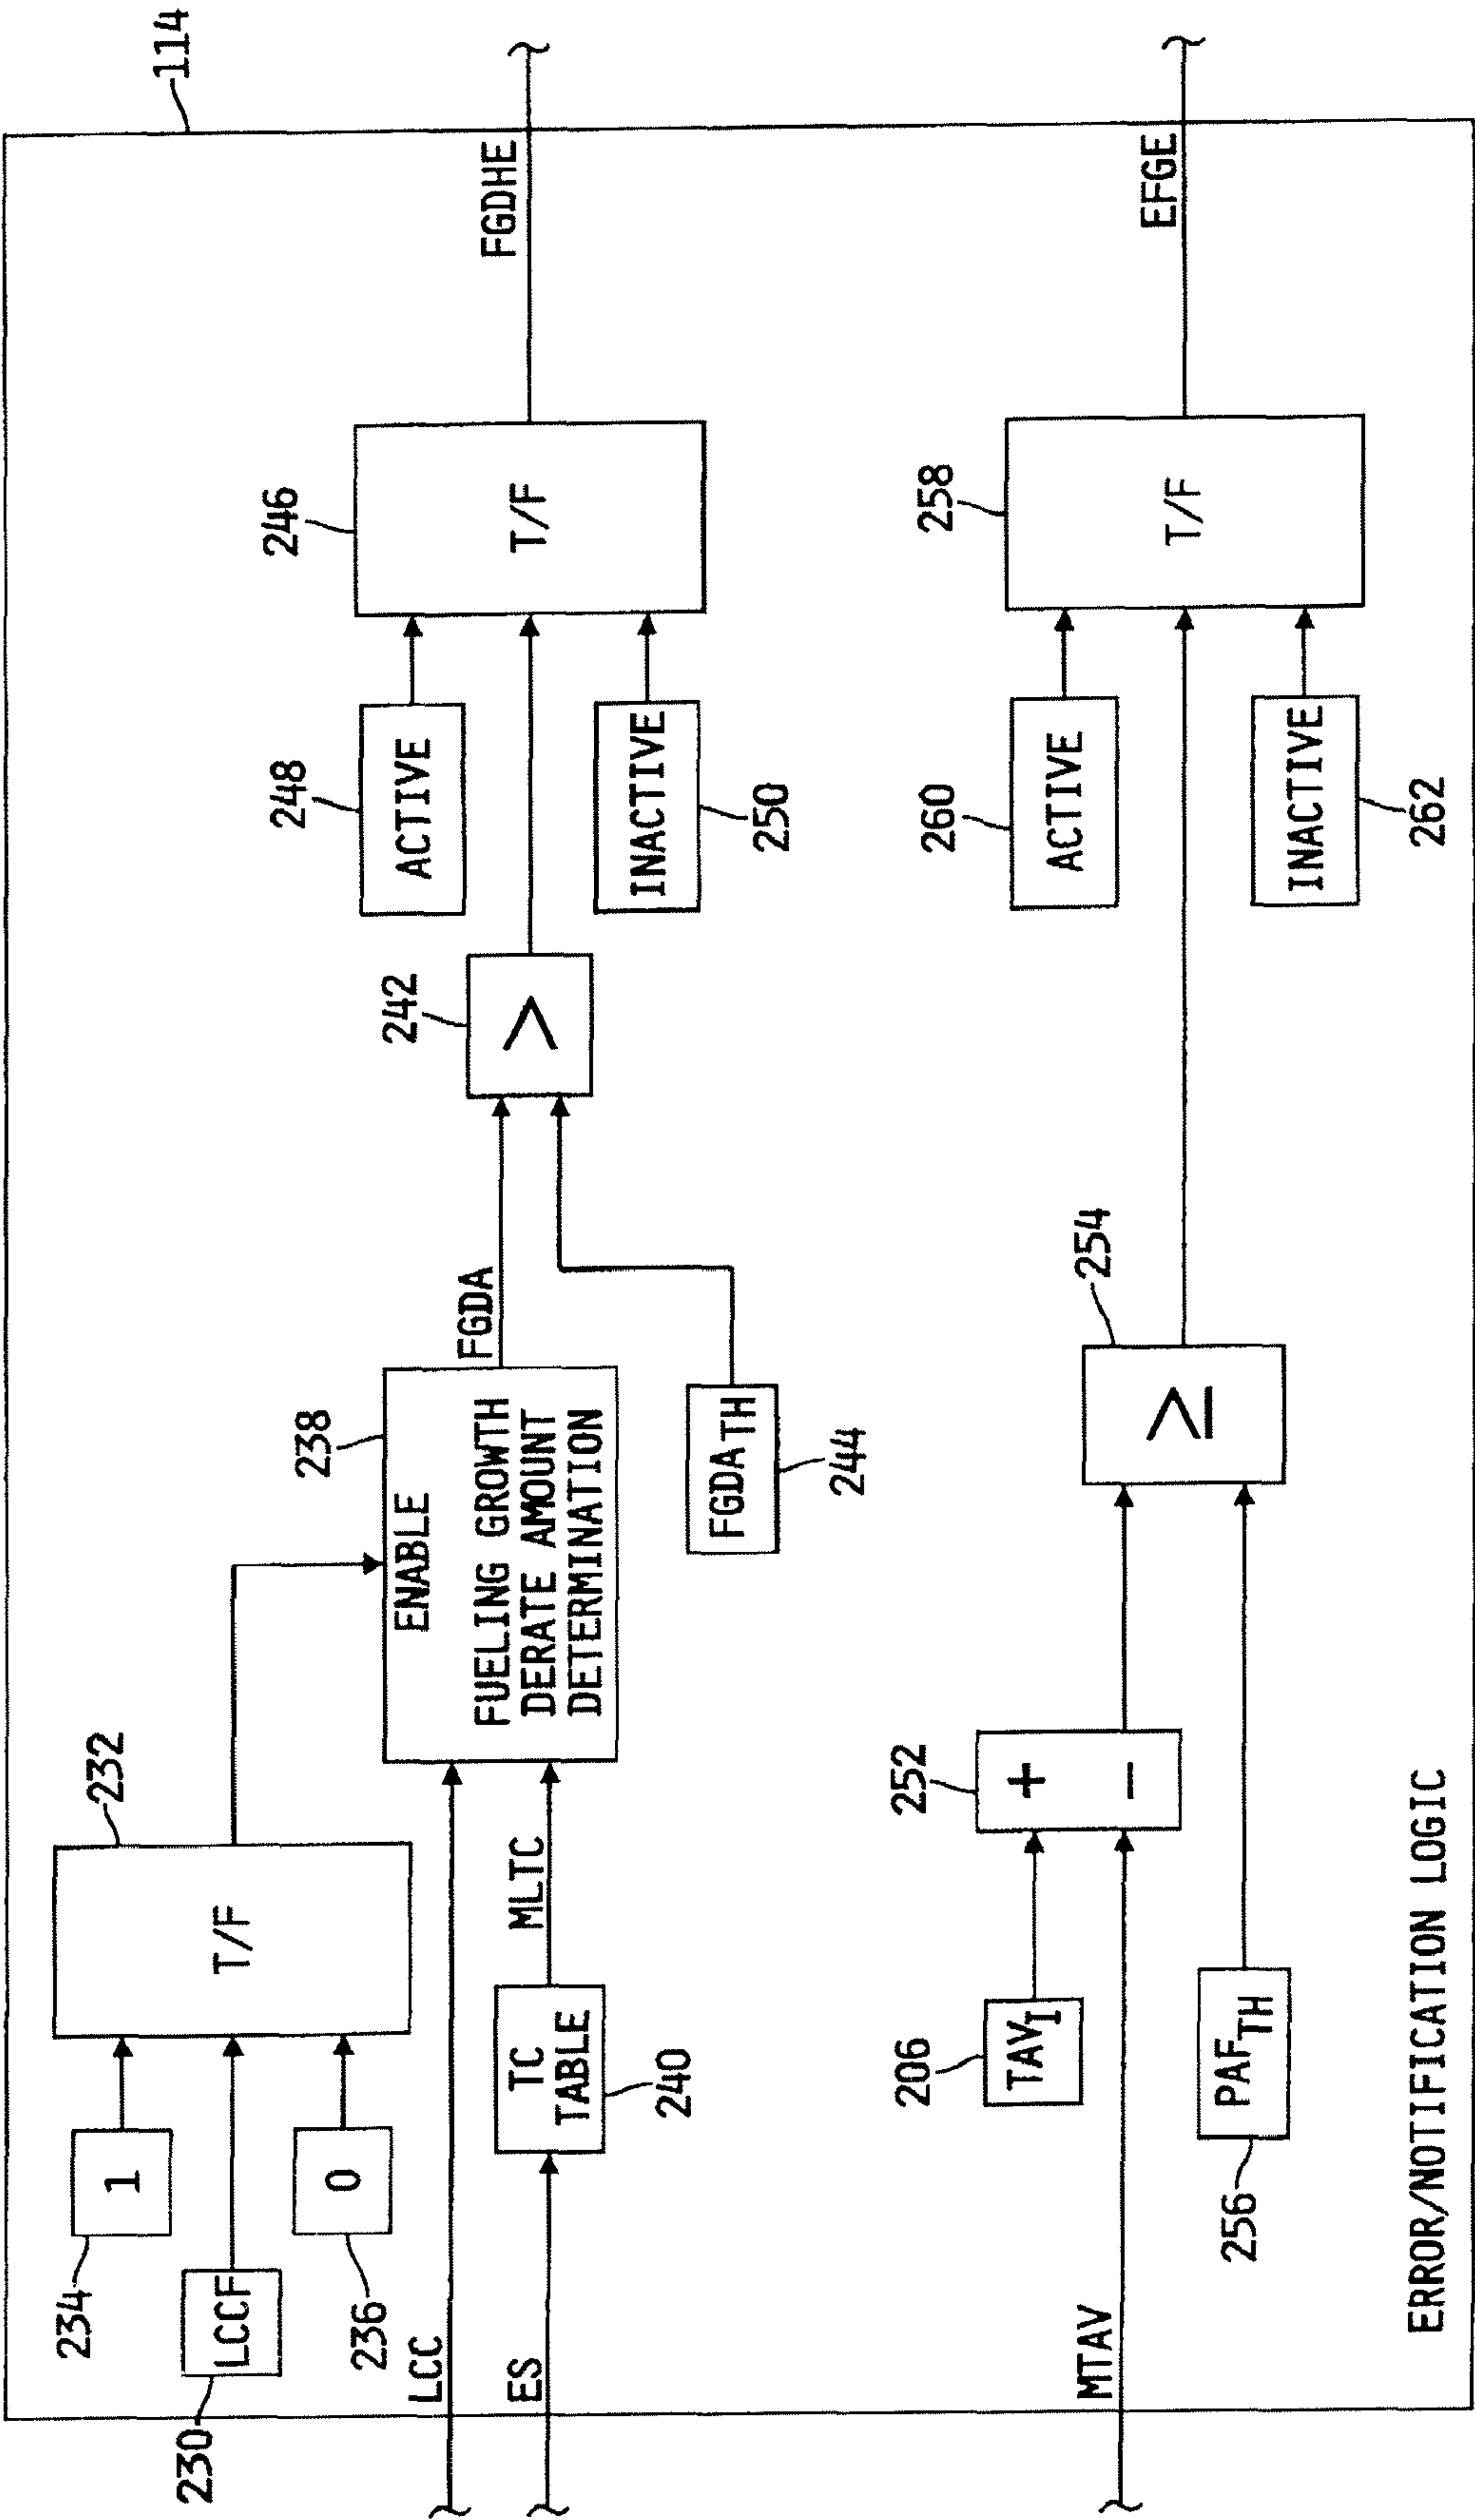 114
234
1
232
230
LCCF
T/F
236
0
238
246
248
ACTIVE
ENABLE
LCC
FUELING GROWTH
DERATE AMOUNT
DETERMINATION
FGDA
242
>
T/F
FGDHE
ES
TC
TABLE
MLTC
240
INACTIVE
250
FGDATH
244
206
TAVI
252
+
−
260
ACTIVE
258
MTAV
254
≥
T/F
EFGE
256
PAFTH
INACTIVE
262
ERROR/NOTIFICATION LOGIC